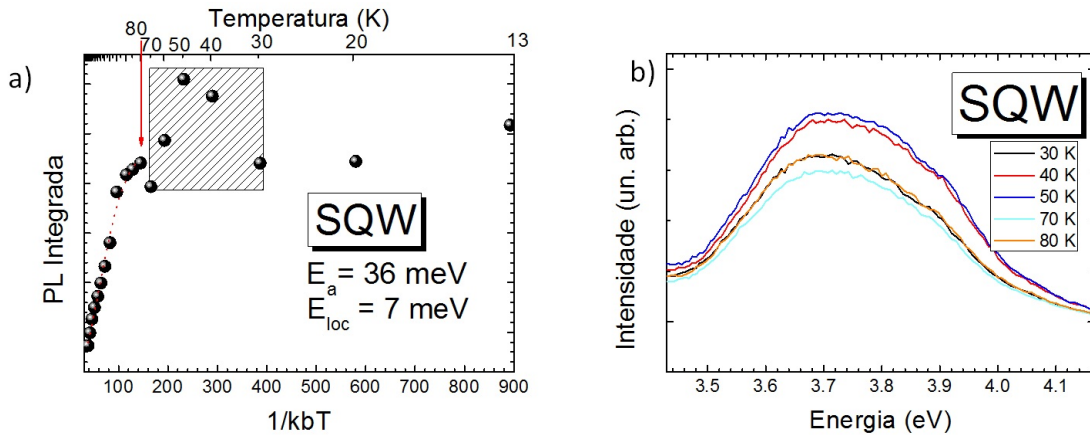 a)
Temperatura (K)
80 70 50 40 30 20 13
PL Integrada
SQW
E_a = 36 meV
E_loc = 7 meV
100 200 300 400 500 600 700 800 900
1/kbT
b)
SQW
30 K
40 K
50 K
70 K
80 K
Intensidade (un. arb.)
3.5 3.6 3.7 3.8 3.9 4.0 4.1
Energia (eV)